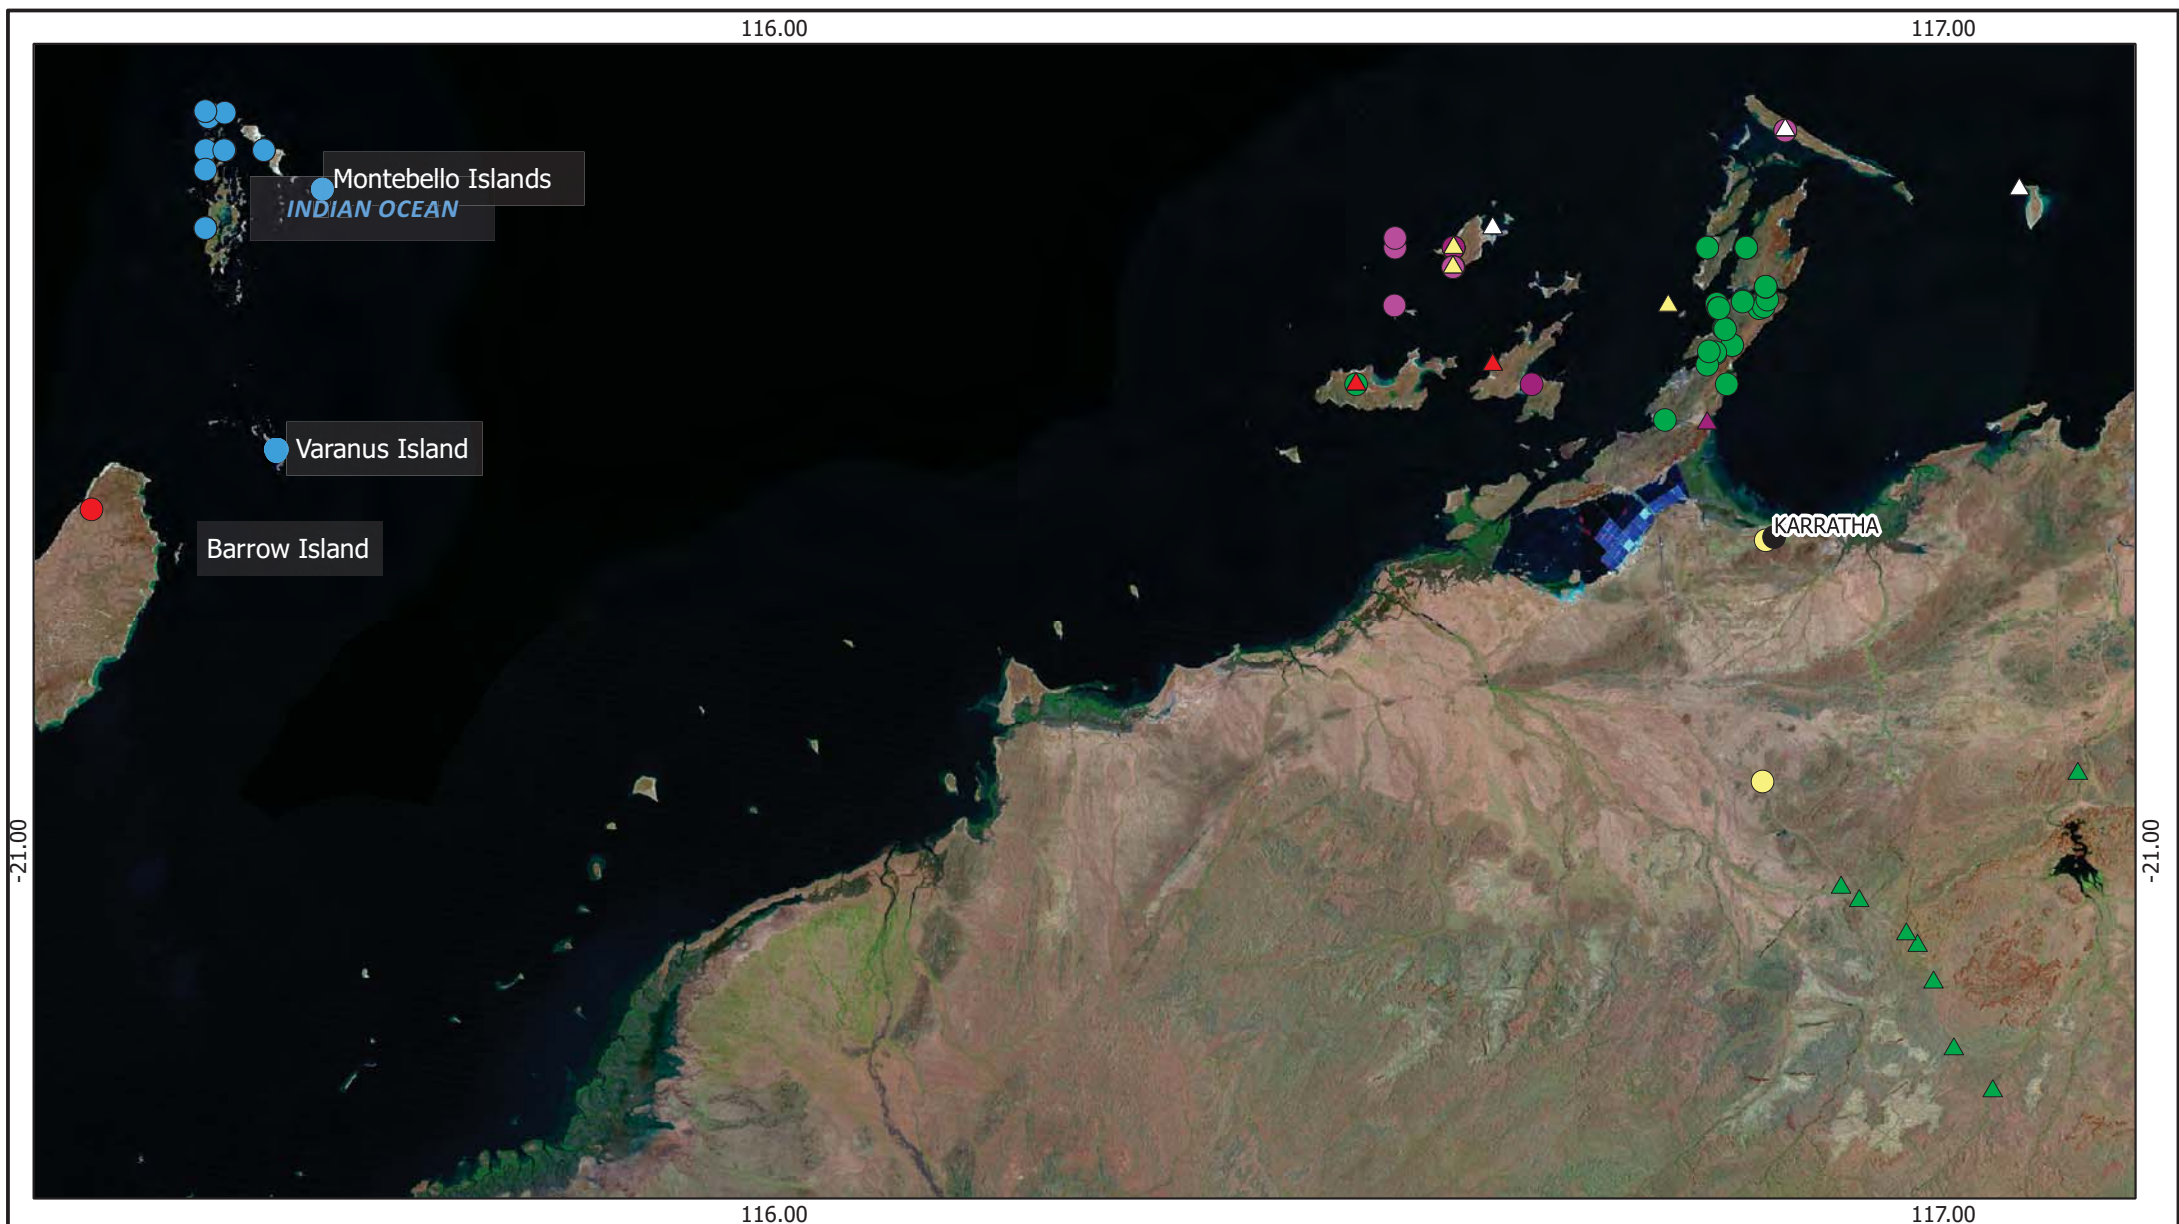 116.00 117.00
Montebello Islands
INDIAN OCEAN
Varanus Island
KARRATHA
Barrow Island
-21.00 -21.00
116.00 117.00